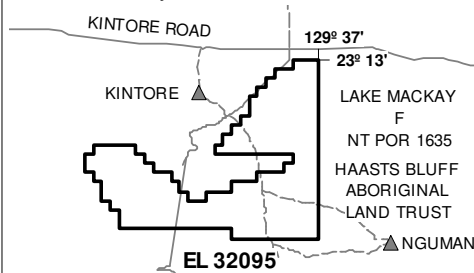 KINTORE ROAD
129º 37'
23º 13'
KINTORE
LAKE MACKAY
F
NT POR 1635
HAASTS BLUFF
ABORIGINAL
LAND TRUST
NGUMAN
EL 32095